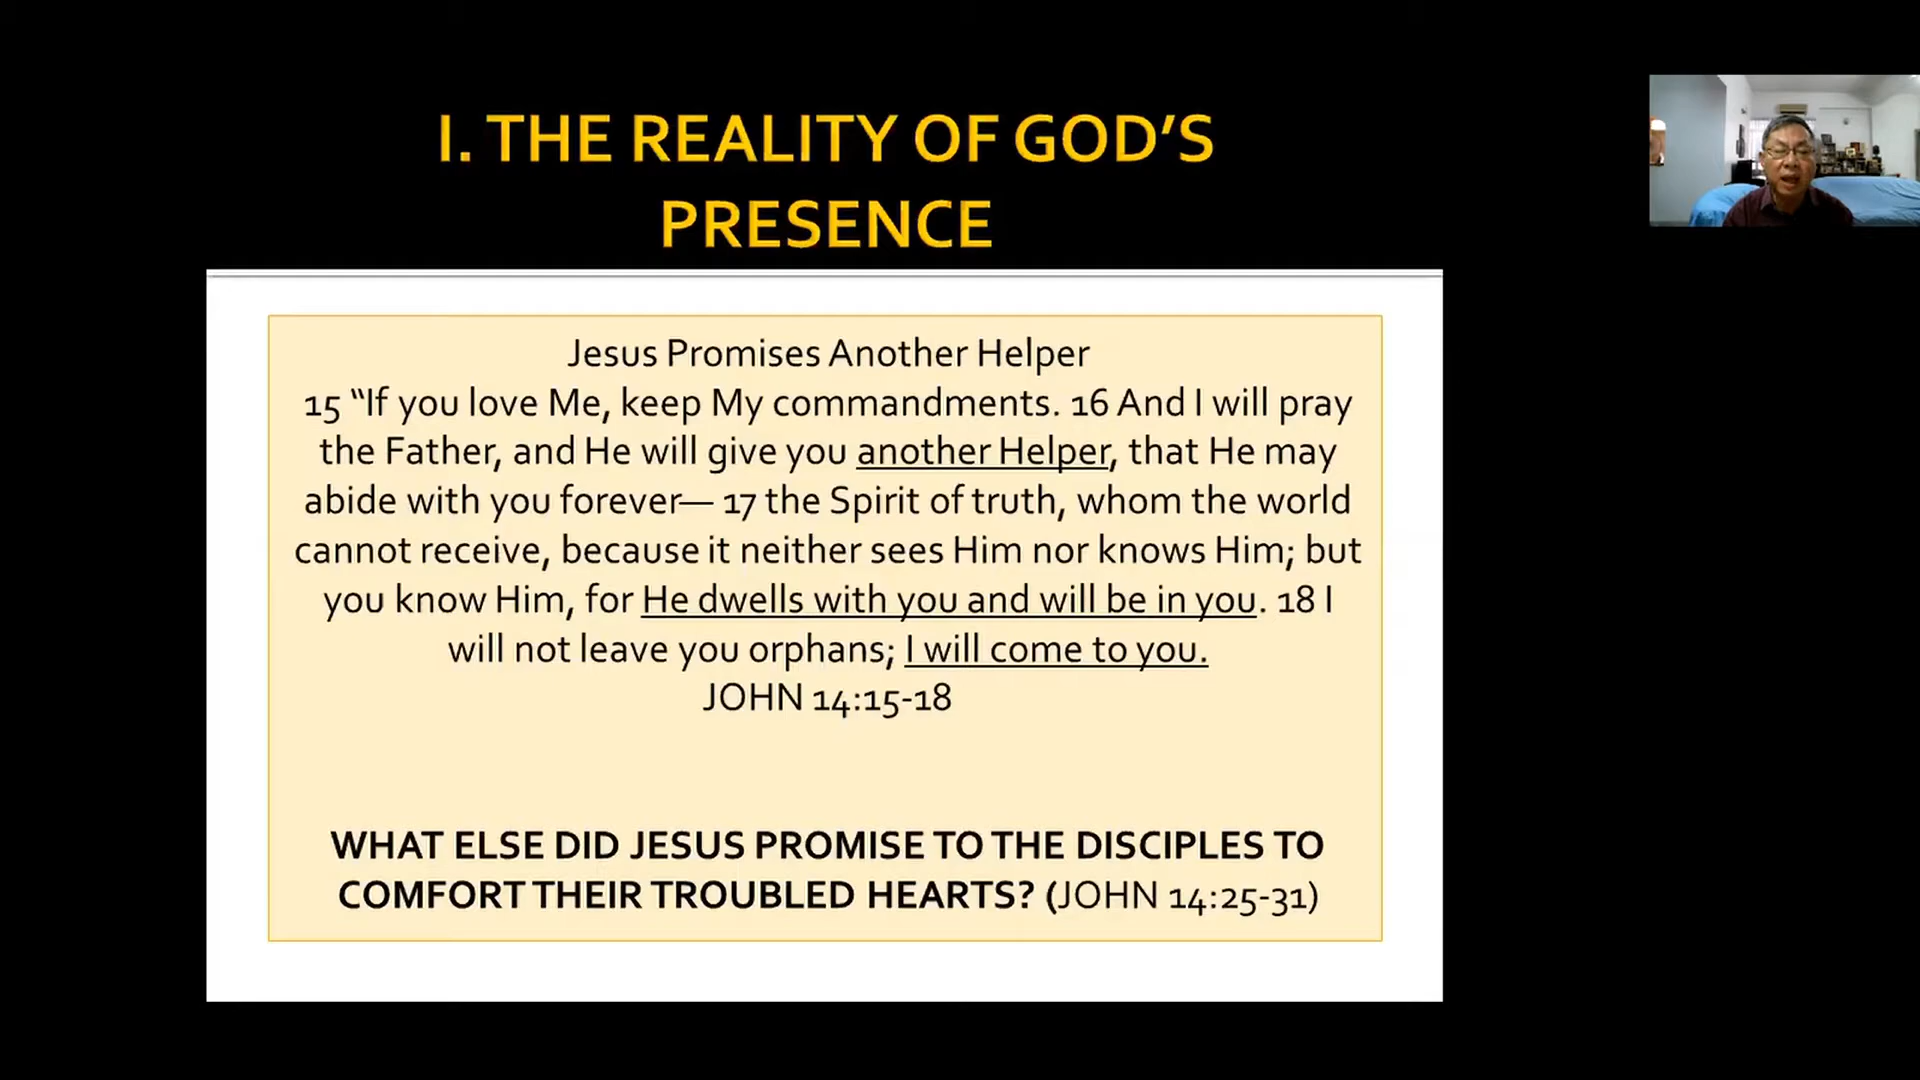 I. THE REALITY OF GOD’S
PRESENCE
Jesus Promises Another Helper
15 “If you love Me, keep My commandments. 16 And I will pray
the Father, and He will give you another Helper, that He may
abide with you forever— 17 the Spirit of truth, whom the world
cannot receive, because it neither sees Him nor knows Him; but
you know Him, for He dwells with you and will be in you. 18 I
will not leave you orphans; I will come to you.
JOHN 14:15-18
WHAT ELSE DID JESUS PROMISE TO THE DISCIPLES TO
COMFORT THEIR TROUBLED HEARTS? (JOHN 14:25-31)